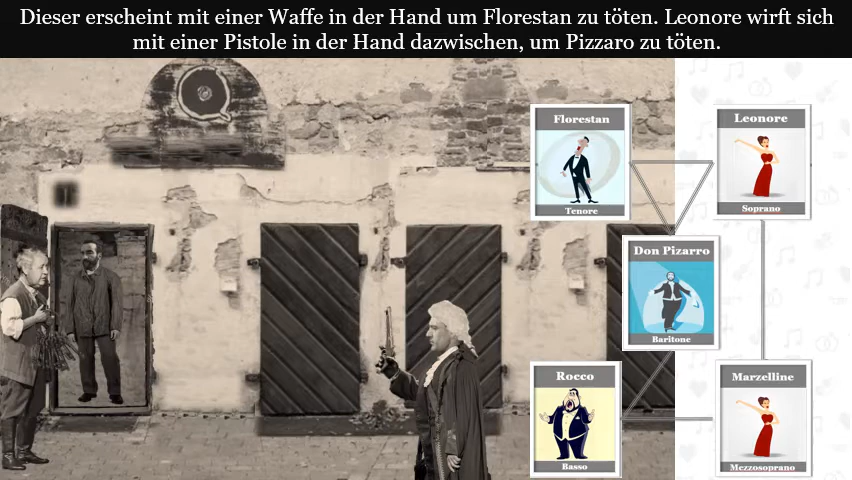 Dieser erscheint mit einer Waffe in der Hand um Florestan zu töten. Leonore wirft sich
mit einer Pistole in der Hand dazwischen, um Pizzaro zu töten.
Florestan
Tenore
Leonore
Soprano
Don Pizarro
Baritone
Rocco
Basso
Marzelline
Mezzosoprano